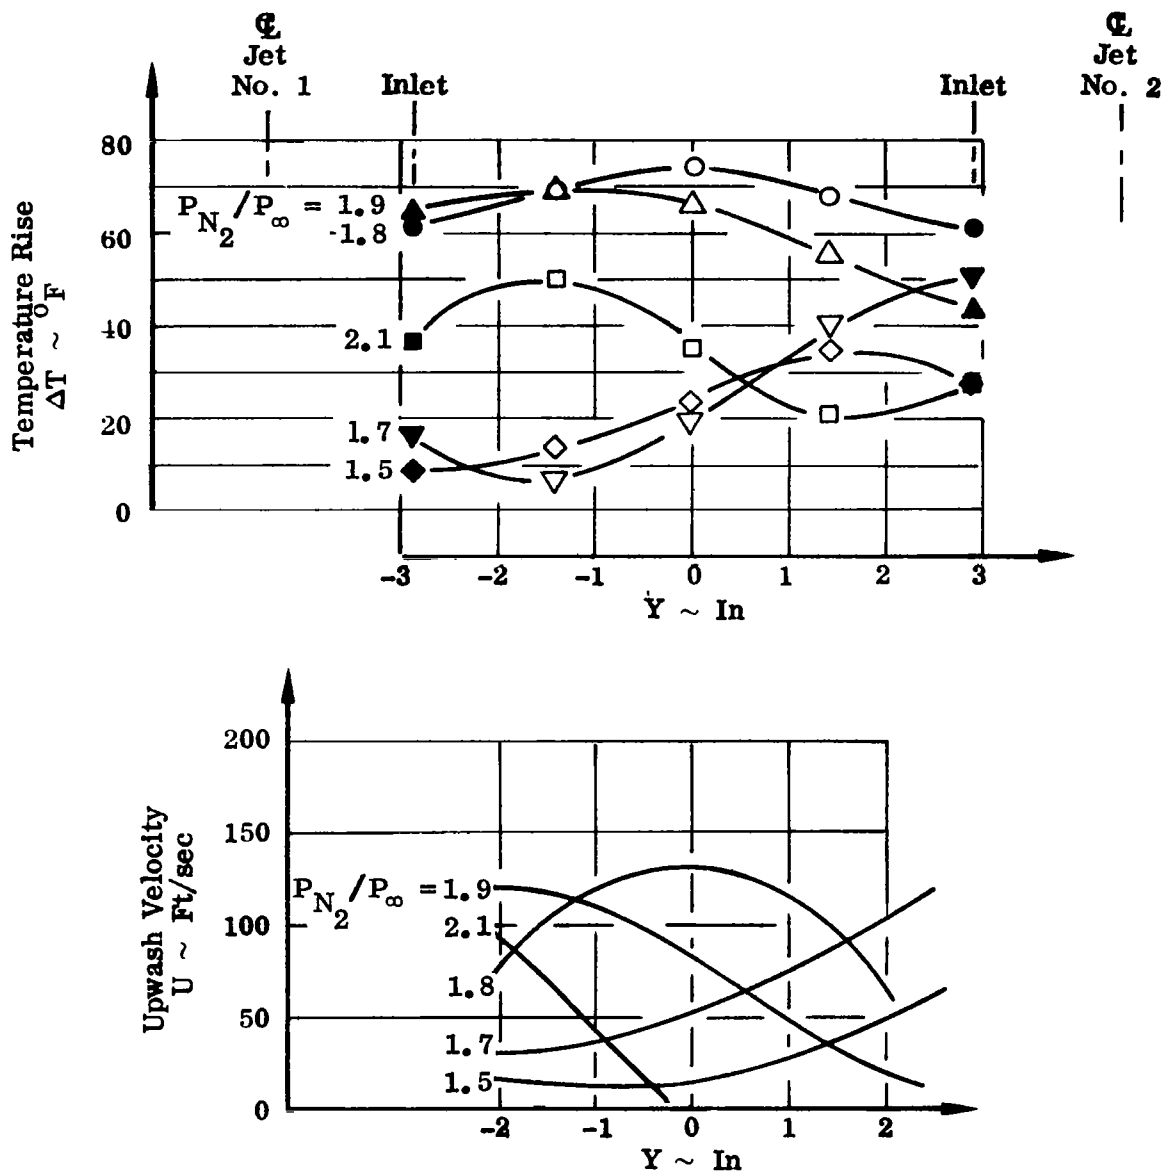 ℄ ℄
Jet Jet
No. 1 Inlet Inlet No. 2
80
P_N2/P∞ = 1.9
1.8
60
40
2.1
20
1.7
1.5
0
Temperature Rise
ΔT ~ °F
-3 -2 -1 0 1 2 3
Y ~ In
200
150
P_N2/P∞ = 1.9
100
2.1
1.8
50
1.7
1.5
0
Upwash Velocity
U ~ Ft/sec
-2 -1 0 1 2
Y ~ In